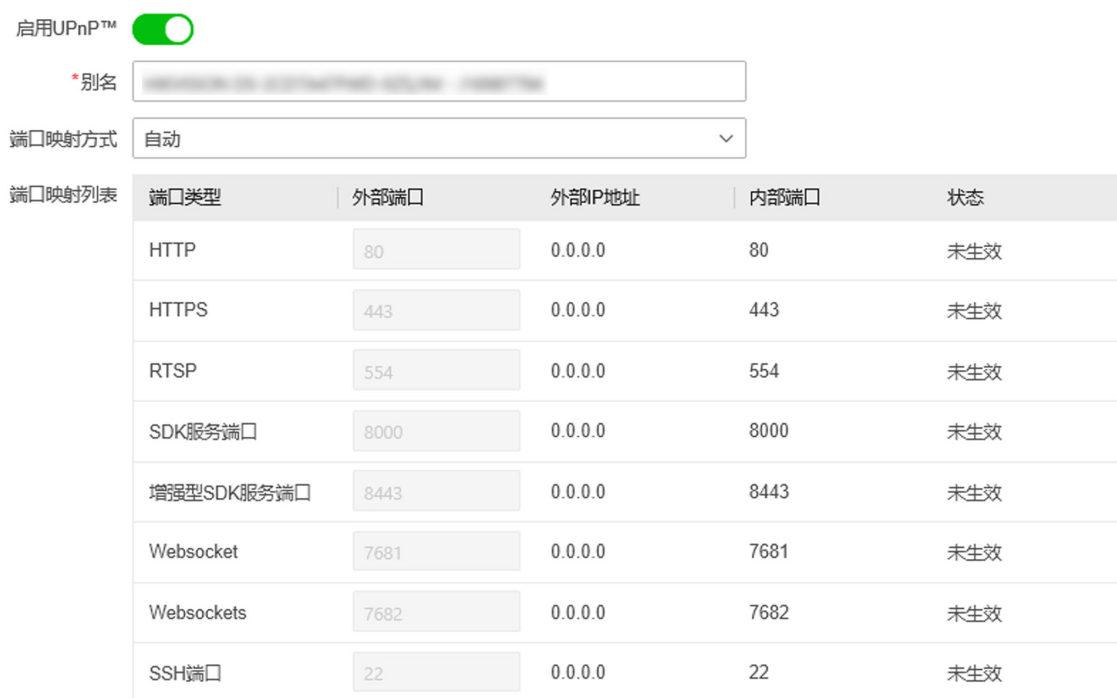 启用UPnP™
*别名
端口映射方式 自动
端口映射列表 端口类型 外部端口 外部IP地址 内部端口 状态
HTTP 80 0.0.0.0 80 未生效
HTTPS 443 0.0.0.0 443 未生效
RTSP 554 0.0.0.0 554 未生效
SDK服务端口 8000 0.0.0.0 8000 未生效
增强型SDK服务端口 8443 0.0.0.0 8443 未生效
Websocket 7681 0.0.0.0 7681 未生效
Websockets 7682 0.0.0.0 7682 未生效
SSH端口 22 0.0.0.0 22 未生效